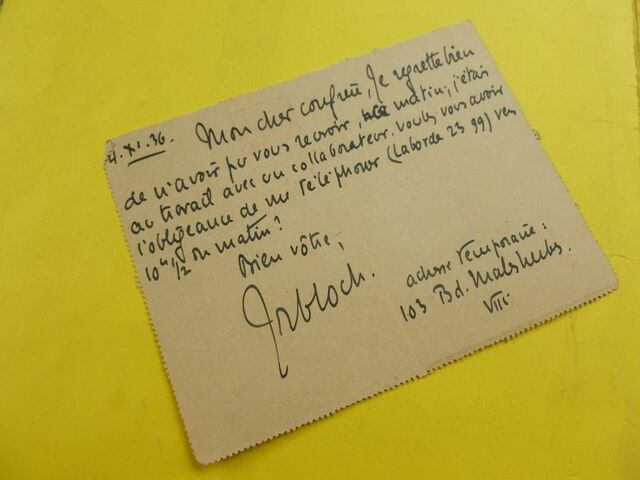 4.XI.36. Mon cher confrère, Je regrette bien
de n'avoir pu vous recevoir, ce matin; j'étais
au travail avec un collaborateur. Voulez vous avoir
l'obligeance de me téléphoner (Laborde 23 99) vers
10h 1/2 du matin?
Bien vôtre,
JRBloch.
adresse temporaire:
103 Bd. Malesherbes.
VIIIe